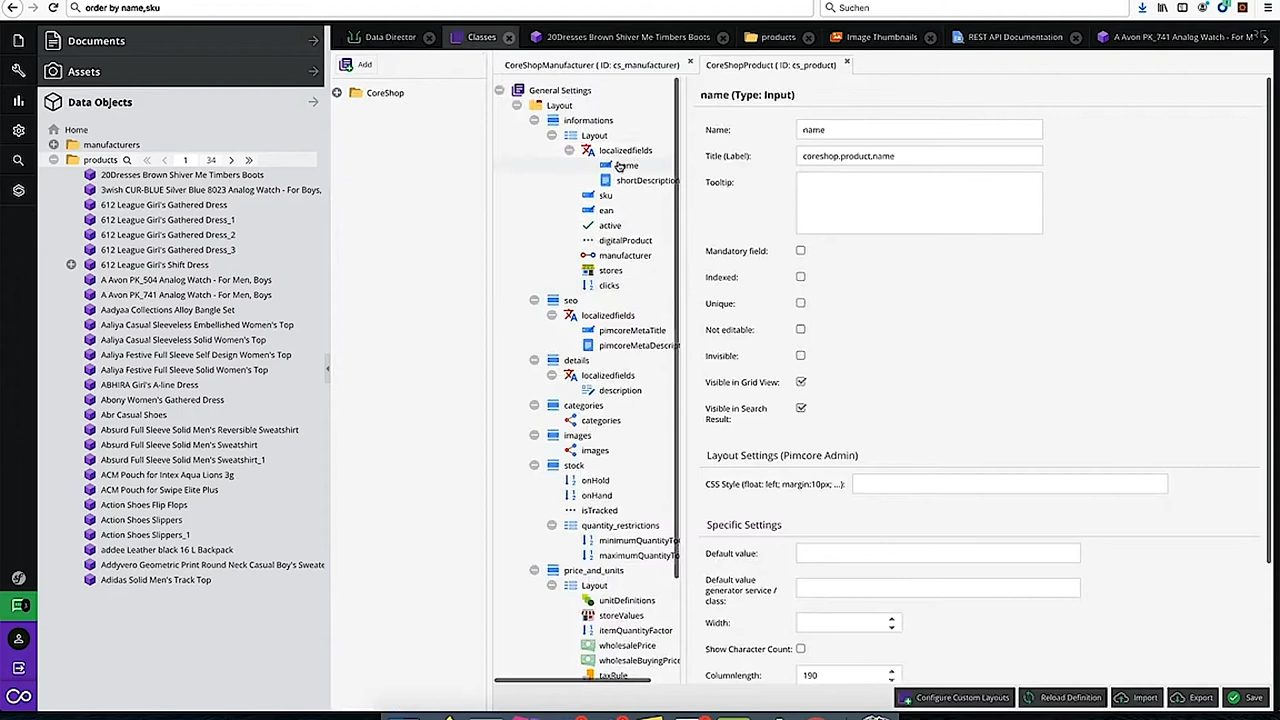 order by name,sku
Suchen
Documents
Assets
Data Objects
Home
manufacturers
products
1
34
20Dresses Brown Shiver Me Timbers Boots
3wish CUR-BLUE Silver Blue 8023 Analog Watch - For Men, Boys,
612 League Girl's Gathered Dress
612 League Girl's Gathered Dress_1
612 League Girl's Gathered Dress_2
612 League Girl's Gathered Dress_3
612 League Girl's Shift Dress
A Avon PK_504 Analog Watch - For Men, Boys
A Avon PK_741 Analog Watch - For Men, Boys
Aadyaa Collections Alloy Bangle Set
Aaliya Casual Sleeveless Embellished Women's Top
Aaliya Casual Sleeveless Solid Women's Top
Aaliya Festive Full Sleeve Self Design Women's Top
Aaliya Festive Full Sleeve Solid Women's Top
ABHIRA Girl's A-line Dress
Abony Women's Gathered Dress
Abr Casual Shoes
Absurd Full Sleeve Solid Men's Reversible Sweatshirt
Absurd Full Sleeve Solid Men's Sweatshirt
Absurd Full Sleeve Solid Men's Sweatshirt_1
ACM Pouch for Intex Aqua Lions 3g
ACM Pouch for Swipe Elite Plus
Action Shoes Flip Flops
Action Shoes Slippers
Action Shoes Slippers_1
addee Leather black 16 L Backpack
Addyvero Geometric Print Round Neck Casual Boy's Sweate
Adidas Solid Men's Track Top
Data Director
Classes
20Dresses Brown Shiver Me Timbers Boots
products
Image Thumbnails
REST API Documentation
A Avon PK_741 Analog Watch - For M
Add
CoreShop
CoreShopManufacturer ( ID: cs_manufacturer)
CoreShopProduct ( ID: cs_product)
General Settings
Layout
informations
Layout
localizedfields
name
shortDescription
sku
ean
active
digitalProduct
manufacturer
stores
clicks
seo
localizedfields
pimcoreMetaTitle
pimcoreMetaDescrip
details
localizedfields
description
categories
categories
images
images
stock
onHold
onHand
isTracked
quantity_restrictions
minimumQuantityTo
maximumQuantityTo
price_and_units
Layout
unitDefinitions
storeValues
itemQuantityFactor
wholesalePrice
wholesaleBuyingPrice
taxRule
name (Type: Input)
Name:
name
Title (Label):
coreshop.product.name
Tooltip:
Mandatory field:
Indexed:
Unique:
Not editable:
Invisible:
Visible in Grid View:
Visible in Search
Result:
Layout Settings (Pimcore Admin)
CSS Style (float: left; margin:10px; ...):
Specific Settings
Default value:
Default value
generator service /
class:
Width:
Show Character Count:
Columnlength:
190
Configure Custom Layouts
Reload Definition
Import
Export
Save